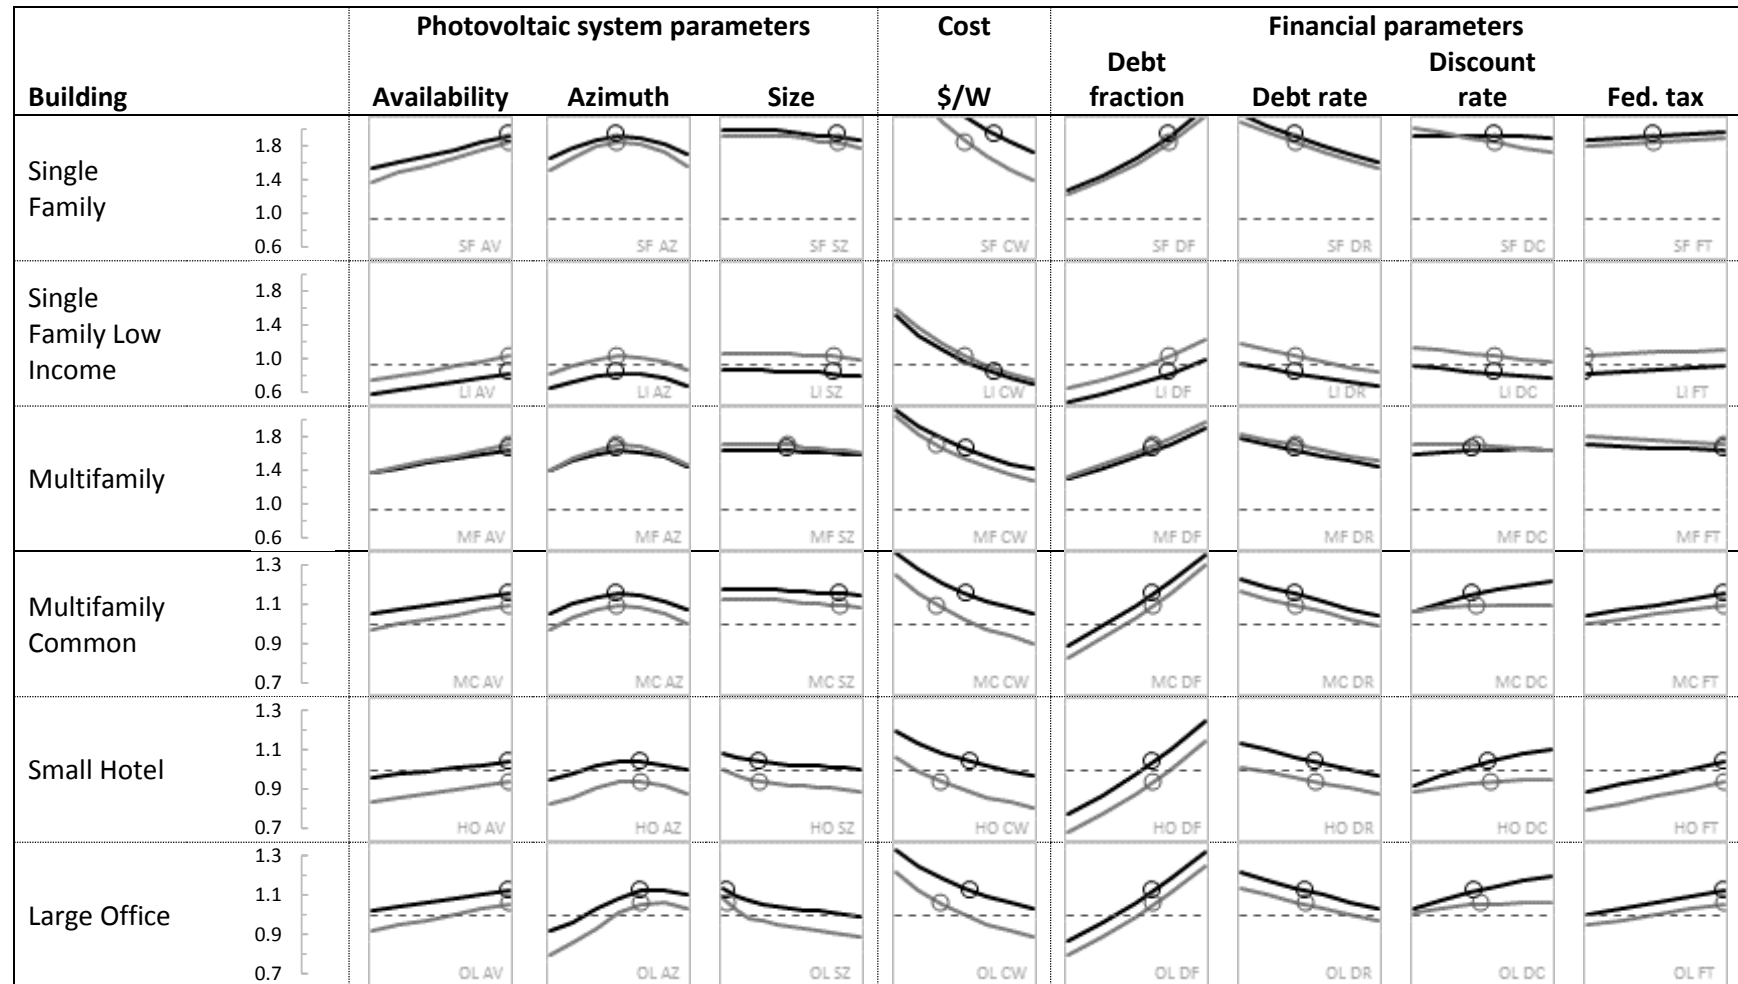 Photovoltaic system parameters Cost Financial parameters
Debt Discount
Building Availability Azimuth Size $/W fraction Debt rate rate Fed. tax
Single
Family
1.8
1.4
1.0
0.6
SF AV SF AZ SF SZ SF CW SF DF SF DR SF DC SF FT
Single
Family Low
Income
1.8
1.4
1.0
0.6
LI AV LI AZ LI SZ LI CW LI DF LI DR LI DC LI FT
Multifamily
1.8
1.4
1.0
0.6
MF AV MF AZ MF SZ MF CW MF DF MF DR MF DC MF FT
Multifamily
Common
1.3
1.1
0.9
0.7
MC AV MC AZ MC SZ MC CW MC DF MC DR MC DC MC FT
Small Hotel
1.3
1.1
0.9
0.7
HO AV HO AZ HO SZ HO CW HO DF HO DR HO DC HO FT
Large Office
1.3
1.1
0.9
0.7
OL AV OL AZ OL SZ OL CW OL DF OL DR OL DC OL FT